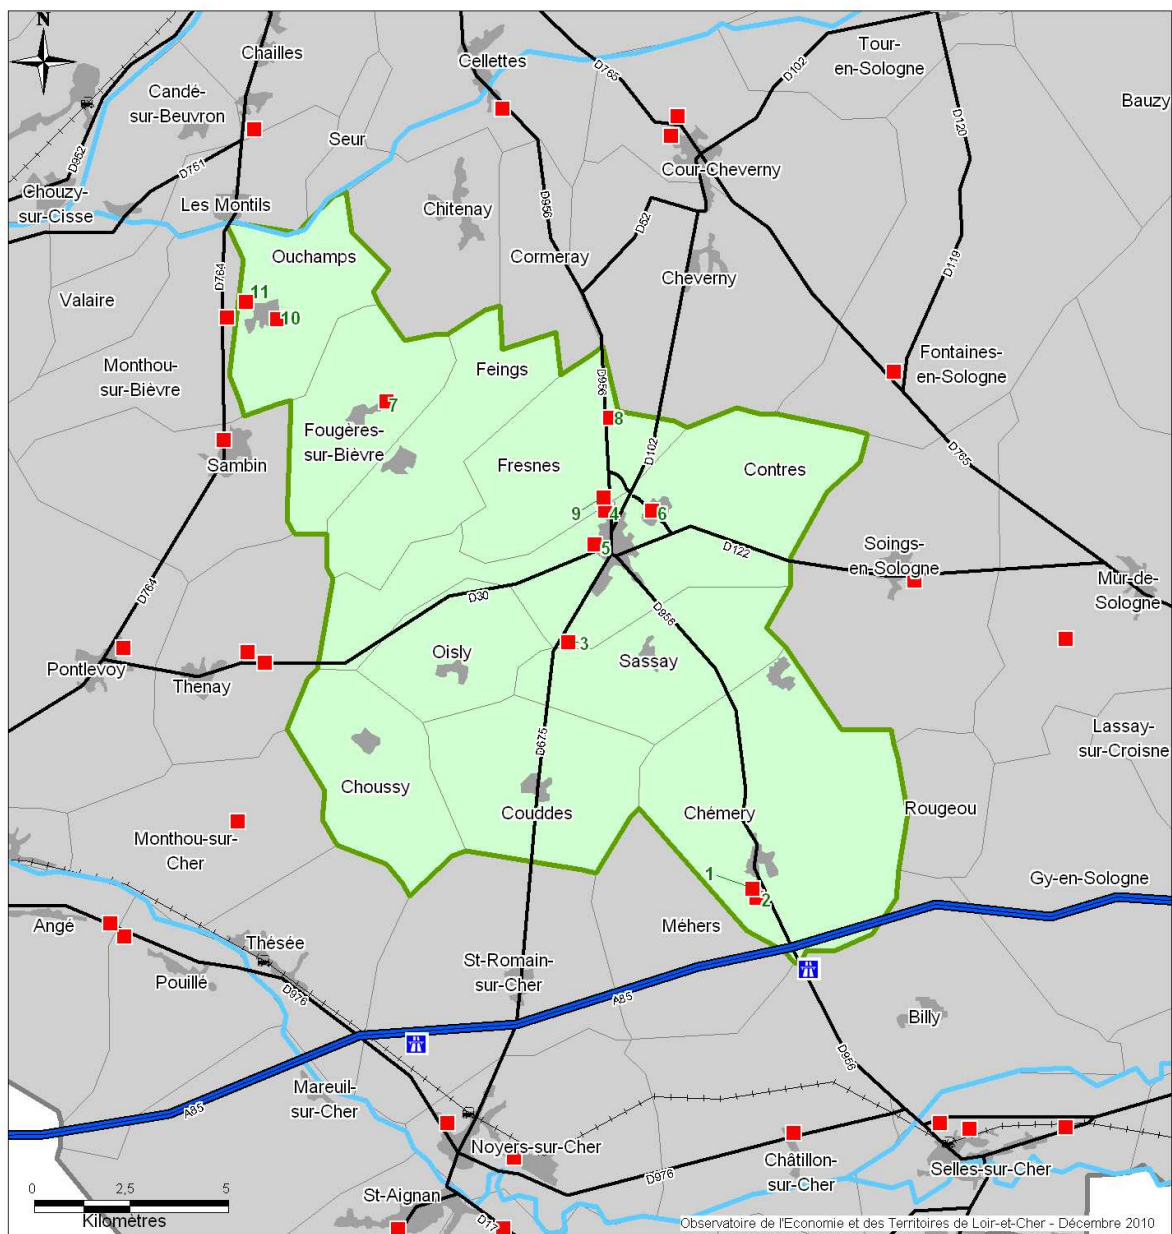 N
Chailles
Cellettes
Tour-
en-Sologne
D765
D102
Candé-
sur-Beuvron
Bauzy
D120
Seur
D952
D751
Cour-Cheverny
Chouzy-
sur-Cisse
Les Montils
Chitenay
D956
D52
Ouchamps
Cormeray
Cheverny
D119
D764
Valaire
11
10
Monthou-
sur-Bièvre
Feings
Fontaines-
en-Sologne
D956
7
8
Fougères-
sur-Bièvre
D102
D765
Sambin
Fresnes
Contres
9
4
6
5
D122
Soings-
en-Sologne
Mur-de-
Sologne
D764
D30
D956
3
Pontlevoy
Thenay
Oisly
Sassay
Lassay-
sur-Croisne
D675
Choussy
Couddes
Chémery
Rougeou
Monthou-sur-
Cher
1
2
Gy-en-Sologne
Angé
Méhers
Thésée
Pouillé
St-Romain-
sur-Cher
D976
A85
Billy
D956
A85
Mareuil-
sur-Cher
Noyers-sur-Cher
D976
Châtillon-
sur-Cher
Selles-sur-Cher
St-Aignan
D17
0
2,5
5
Kilomètres
Observatoire de l'Economie et des Territoires de Loir-et-Cher - Décembre 2010